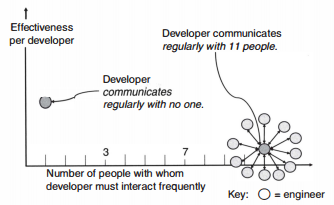 Effectiveness
per developer
Developer communicates
regularly with 11 people.
Developer
communicates
regularly with no one.
3
7
Number of people with whom
developer must interact frequently
Key:
= engineer